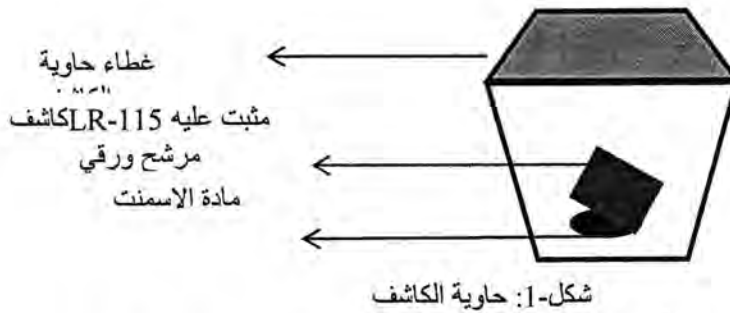 غطاء حاوية
مثبت عليه LR-115كاشف
مرشح ورقي
مادة الاسمنت
شكل-1: حاوية الكاشف